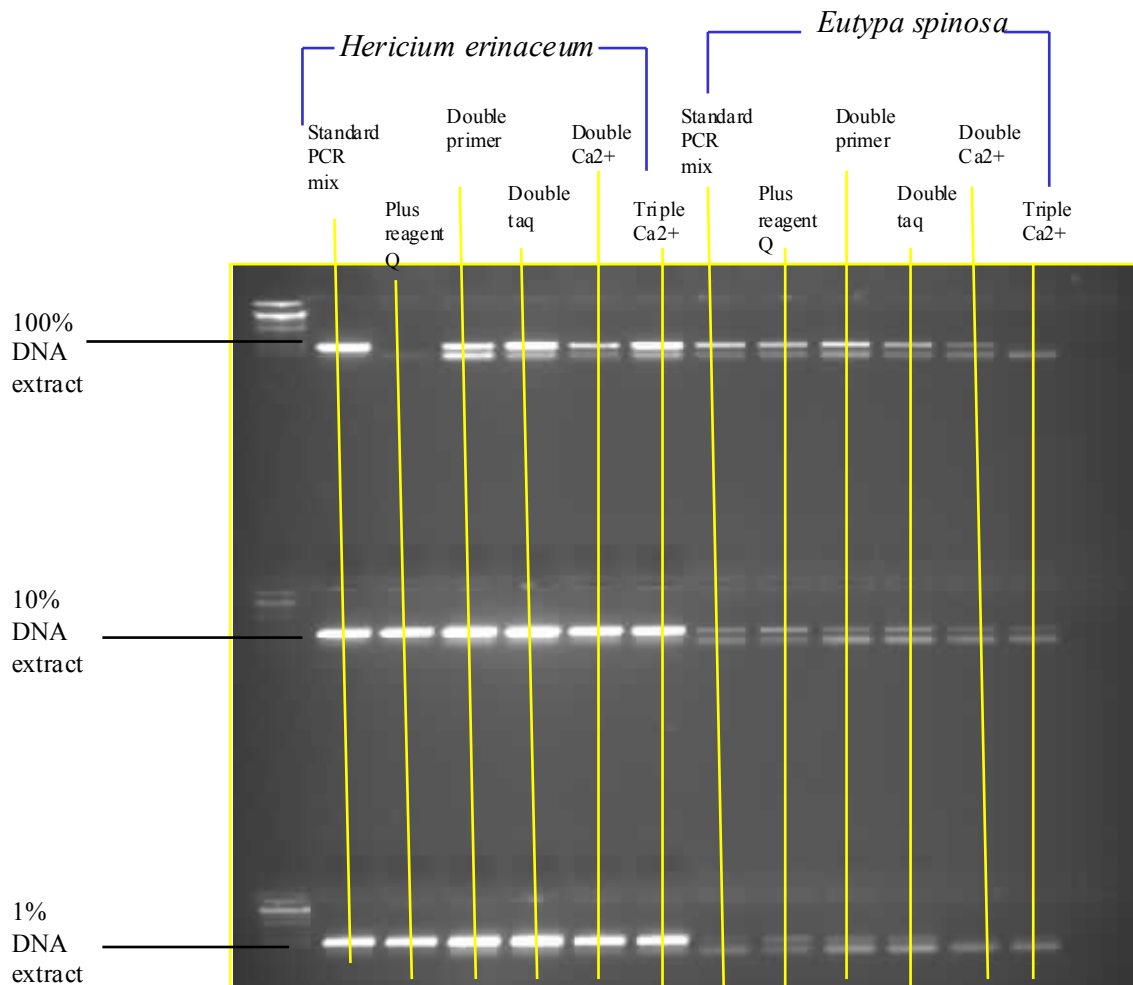 Hericium erinaceum
Eutypa spinosa
Standard
PCR
mix
Plus
reagent
Q
Double
primer
Double
taq
Double
Ca2+
Triple
Ca2+
Standard
PCR
mix
Plus
reagent
Q
Double
primer
Double
taq
Double
Ca2+
Triple
Ca2+
100%
DNA
extract
10%
DNA
extract
1%
DNA
extract